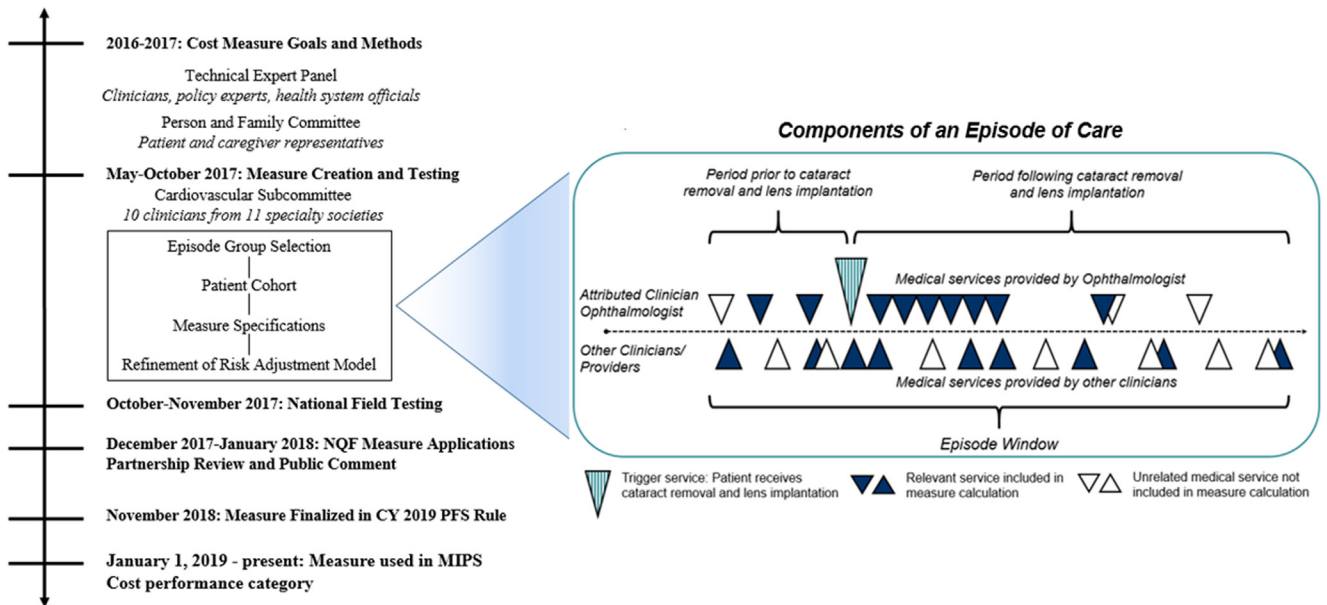 2016-2017: Cost Measure Goals and Methods
Technical Expert Panel
Clinicians, policy experts, health system officials
Person and Family Committee
Patient and caregiver representatives
May-October 2017: Measure Creation and Testing
Cardiovascular Subcommittee
10 clinicians from 11 specialty societies
Episode Group Selection
Patient Cohort
Measure Specifications
Refinement of Risk Adjustment Model
October-November 2017: National Field Testing
December 2017-January 2018: NQF Measure Applications
Partnership Review and Public Comment
November 2018: Measure Finalized in CY 2019 PFS Rule
January 1, 2019 - present: Measure used in MIPS
Cost performance category
Components of an Episode of Care
Period prior to cataract
removal and lens implantation
Period following cataract removal
and lens implantation
Medical services provided by Ophthalmologist
Attributed Clinician
Ophthalmologist
Other Clinicians/
Providers
Medical services provided by other clinicians
Episode Window
Trigger service: Patient receives
cataract removal and lens implantation
Relevant service included in
measure calculation
Unrelated medical service not
included in measure calculation